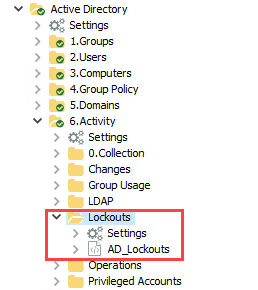 Active Directory
Settings
1.Groups
2.Users
3.Computers
4.Group Policy
5.Domains
6.Activity
Settings
0.Collection
Changes
Group Usage
LDAP
Lockouts
Settings
AD_Lockouts
Operations
Privileged Accounts